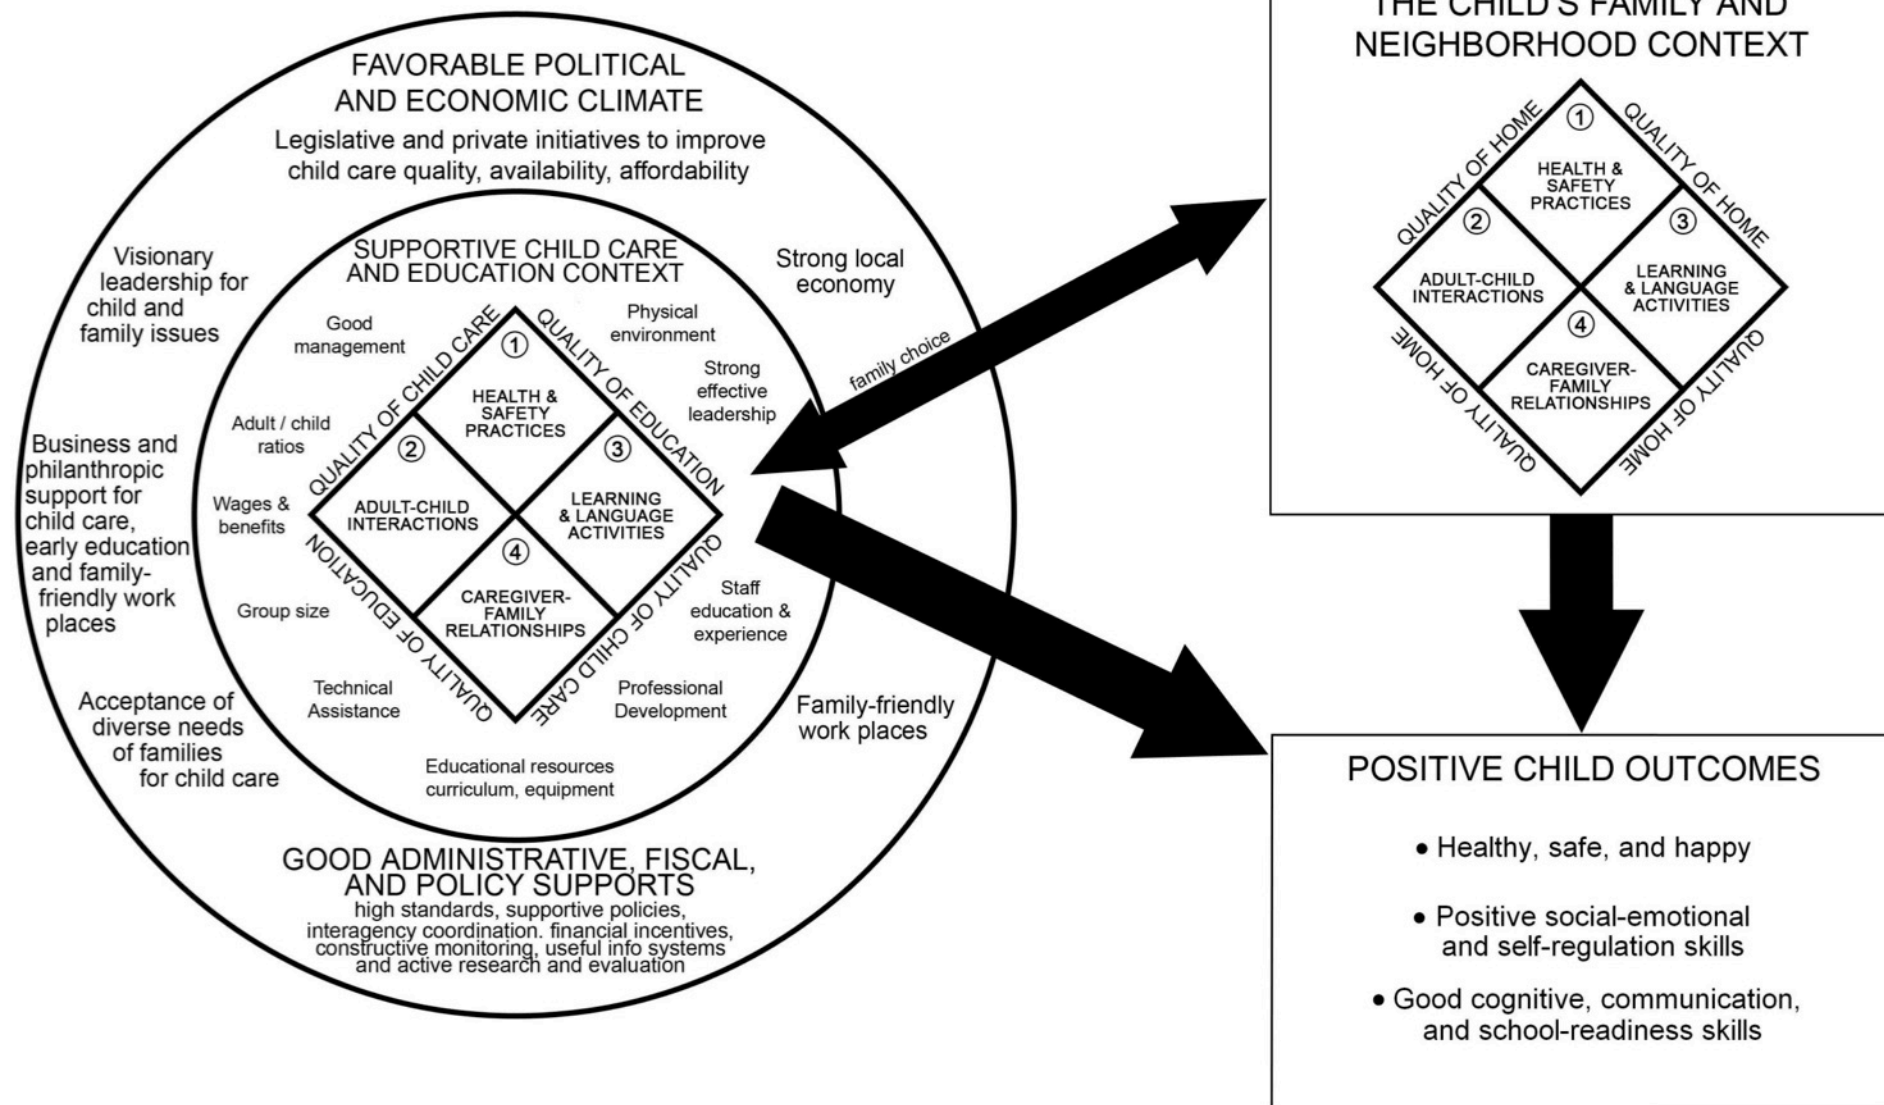 FAVORABLE POLITICAL
AND ECONOMIC CLIMATE
Legislative and private initiatives to improve
child care quality, availability, affordability
Visionary
leadership for
child and
family issues
Business and
philanthropic
support for
child care,
early education
and family-
friendly work
places
Acceptance of
diverse needs
of families
for child care
Strong local
economy
Family-friendly
work places
GOOD ADMINISTRATIVE, FISCAL,
AND POLICY SUPPORTS
high standards, supportive policies,
interagency coordination. financial incentives,
constructive monitoring, useful info systems
and active research and evaluation
SUPPORTIVE CHILD CARE
AND EDUCATION CONTEXT
Good
management
Physical
environment
Strong
effective
leadership
Adult / child
ratios
Wages &
benefits
Group size
Technical
Assistance
Educational resources
curriculum, equipment
Professional
Development
Staff
education &
experience
QUALITY OF CHILD CARE
QUALITY OF EDUCATION
QUALITY OF EDUCATION
QUALITY OF CHILD CARE
1
HEALTH &
SAFETY
PRACTICES
2
ADULT-CHILD
INTERACTIONS
3
LEARNING
& LANGUAGE
ACTIVITIES
4
CAREGIVER-
FAMILY
RELATIONSHIPS
family choice
THE CHILD'S FAMILY AND
NEIGHBORHOOD CONTEXT
QUALITY OF HOME
QUALITY OF HOME
QUALITY OF HOME
QUALITY OF HOME
1
HEALTH &
SAFETY
PRACTICES
2
ADULT-CHILD
INTERACTIONS
3
LEARNING
& LANGUAGE
ACTIVITIES
4
CAREGIVER-
FAMILY
RELATIONSHIPS
POSITIVE CHILD OUTCOMES
• Healthy, safe, and happy
• Positive social-emotional
and self-regulation skills
• Good cognitive, communication,
and school-readiness skills